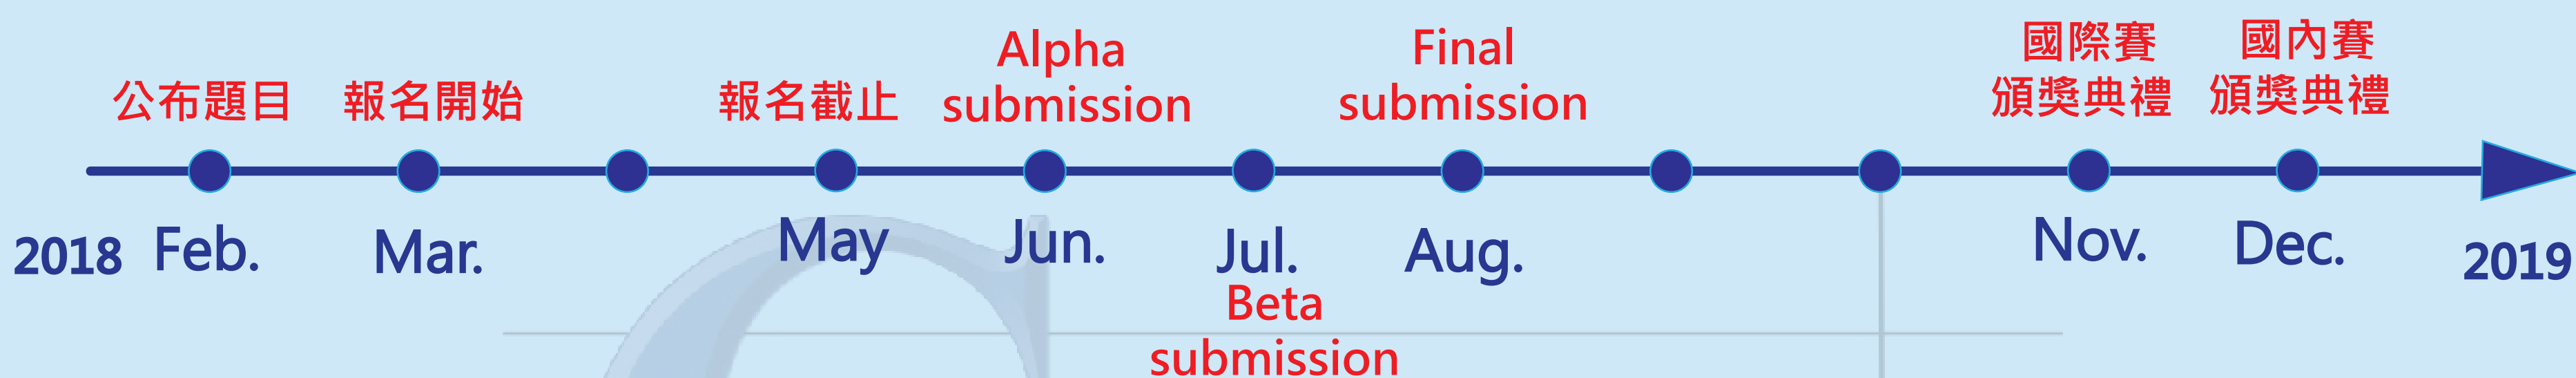 公布題目
報名開始
報名截止
Alpha
submission
Final
submission
國際賽
頒獎典禮
國內賽
頒獎典禮
2018
Feb.
Mar.
May
Jun.
Jul.
Aug.
Nov.
Dec.
2019
Beta
submission